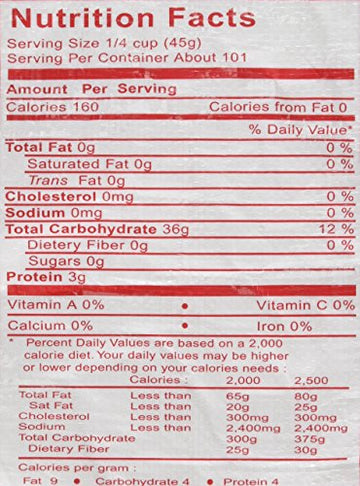 Nutrition Facts
Serving Size 1/4 cup (45g)
Serving Per Container About 101
Amount Per Serving
Calories 160 Calories from Fat 0
% Daily Value*
Total Fat 0g 0 %
Saturated Fat 0g 0 %
Trans Fat 0g
Cholesterol 0mg 0 %
Sodium 0mg 0 %
Total Carbohydrate 36g 12 %
Dietery Fiber 0g 0 %
Sugars 0g
Protein 3g
Vitamin A 0% • Vitamin C 0%
Calcium 0% • Iron 0%
* Percent Daily Values are based on a 2,000
calorie diet. Your daily values may be higher
or lower depending on your calories needs :
Calories : 2,000 2,500
Total Fat Less than 65g 80g
Sat Fat Less than 20g 25g
Cholesterol Less than 300mg 300mg
Sodium Less than 2,400mg 2,400mg
Total Carbohydrate 300g 375g
Dietary Fiber 25g 30g
Calories per gram :
Fat 9 • Carbohydrate 4 • Protein 4